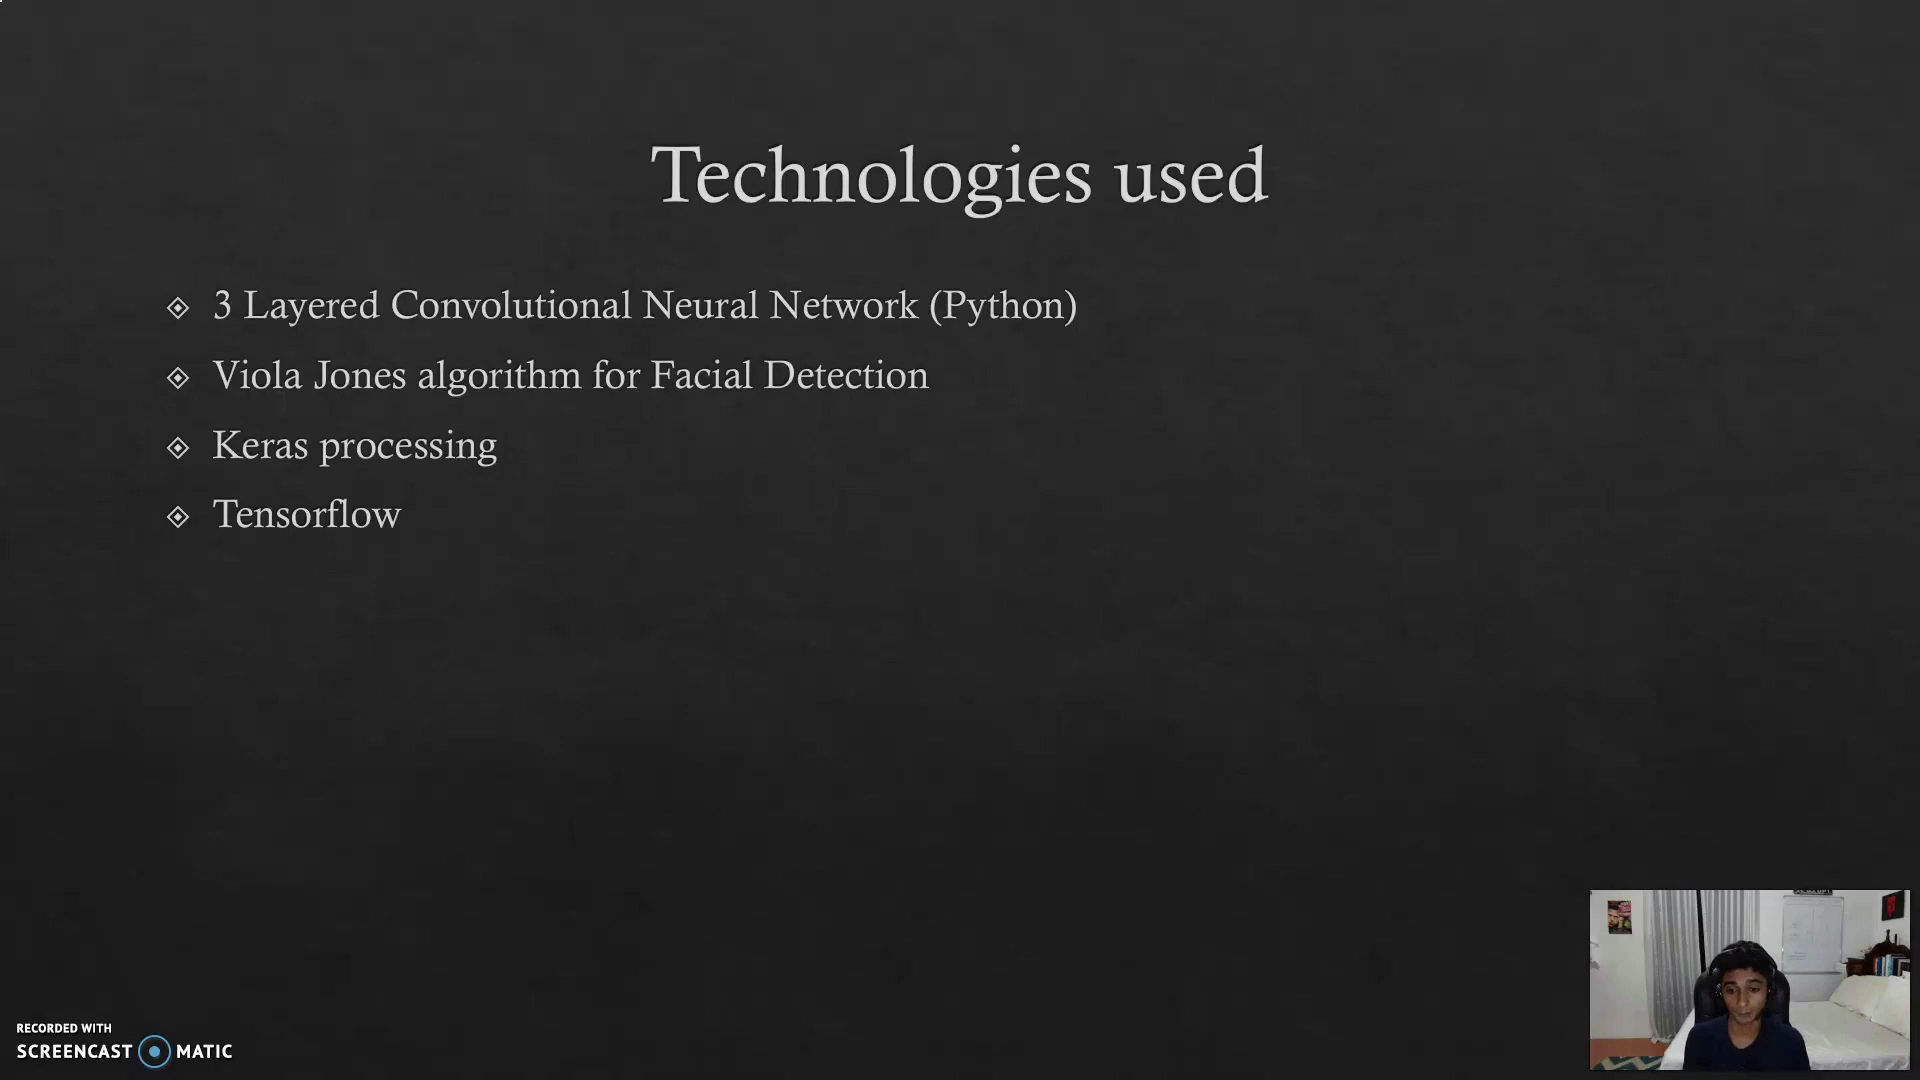 Technologies used
3 Layered Convolutional Neural Network (Python)
Viola Jones algorithm for Facial Detection
Keras processing
Tensorflow
RECORDED WITH
SCREENCAST MATIC